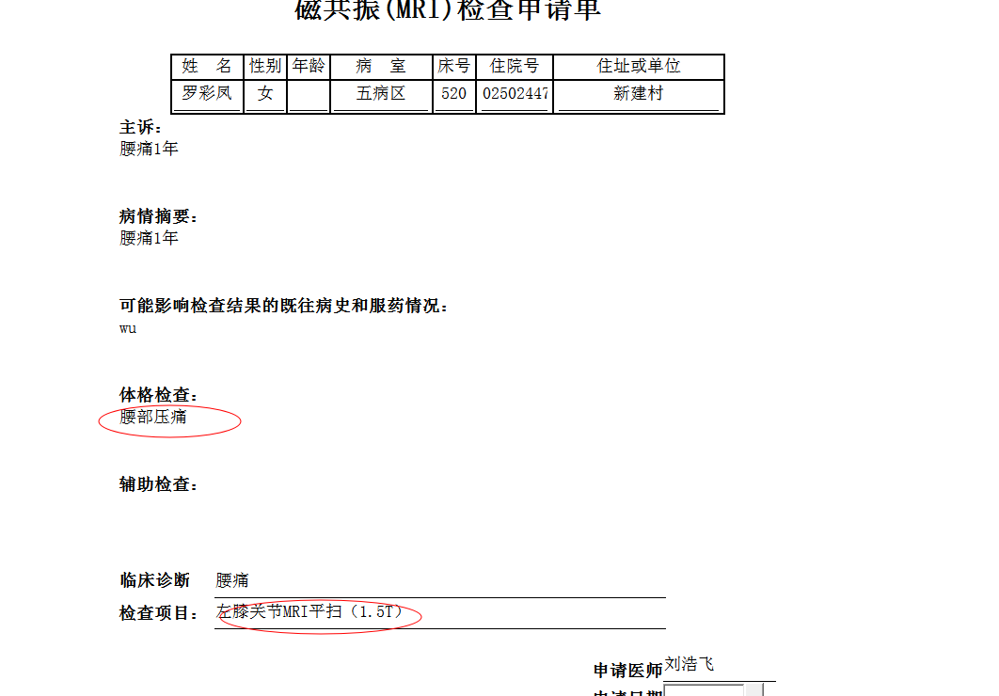 磁共振(MRI)检查申请单
姓 名 性别 年龄 病 室 床号 住院号 住址或单位
罗彩凤 女 五病区 520 02502447 新建村
主诉:
腰痛1年
病情摘要:
腰痛1年
可能影响检查结果的既往病史和服药情况:
wu
体格检查:
腰部压痛
辅助检查:
临床诊断 腰痛
检查项目: 左膝关节MRI平扫（1.5T）
申请医师 刘浩飞
申请日期